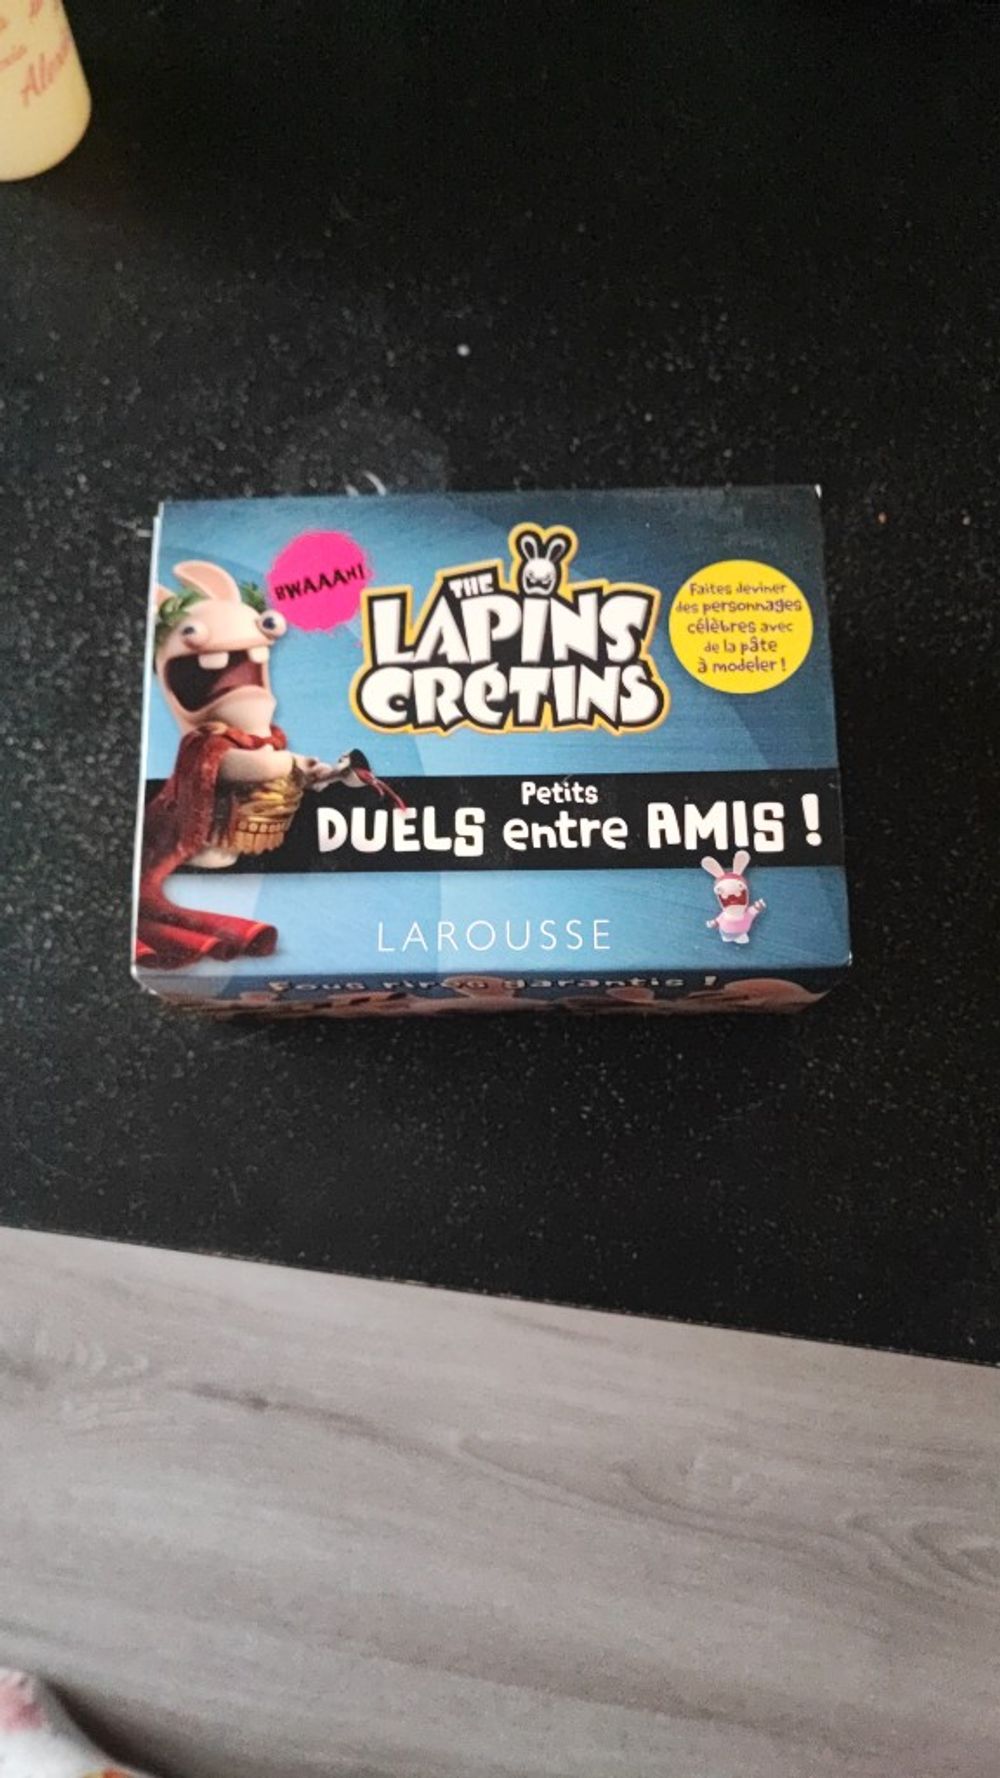 BWAAAH!
THE
LAPINS
CRÉTINS
Faites deviner
des personnages
célèbres avec
de la pâte
à modeler !
Petits
DUELS entre AMIS !
LAROUSSE
Fous rires garantis !